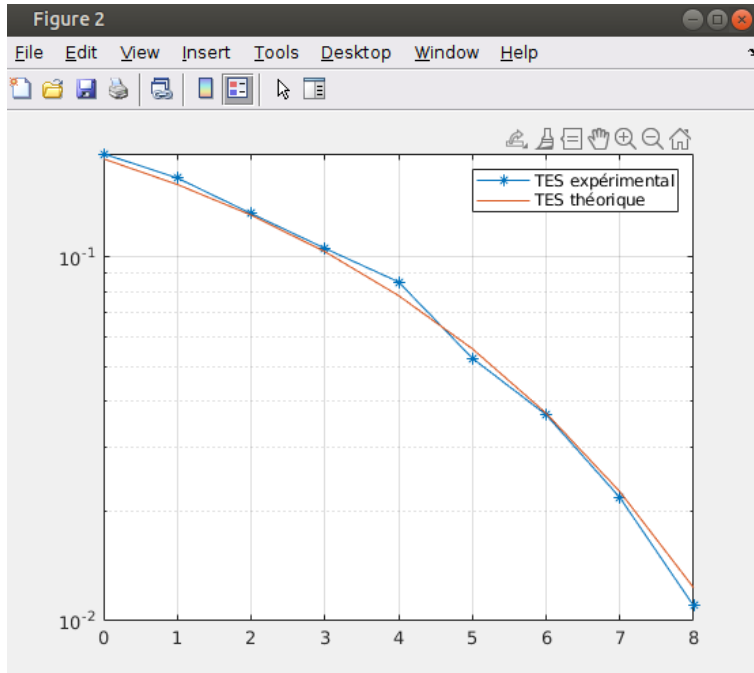 Figure 2
File Edit View Insert Tools Desktop Window Help
TES expérimental
TES théorique
10⁻¹
10⁻²
0 1 2 3 4 5 6 7 8